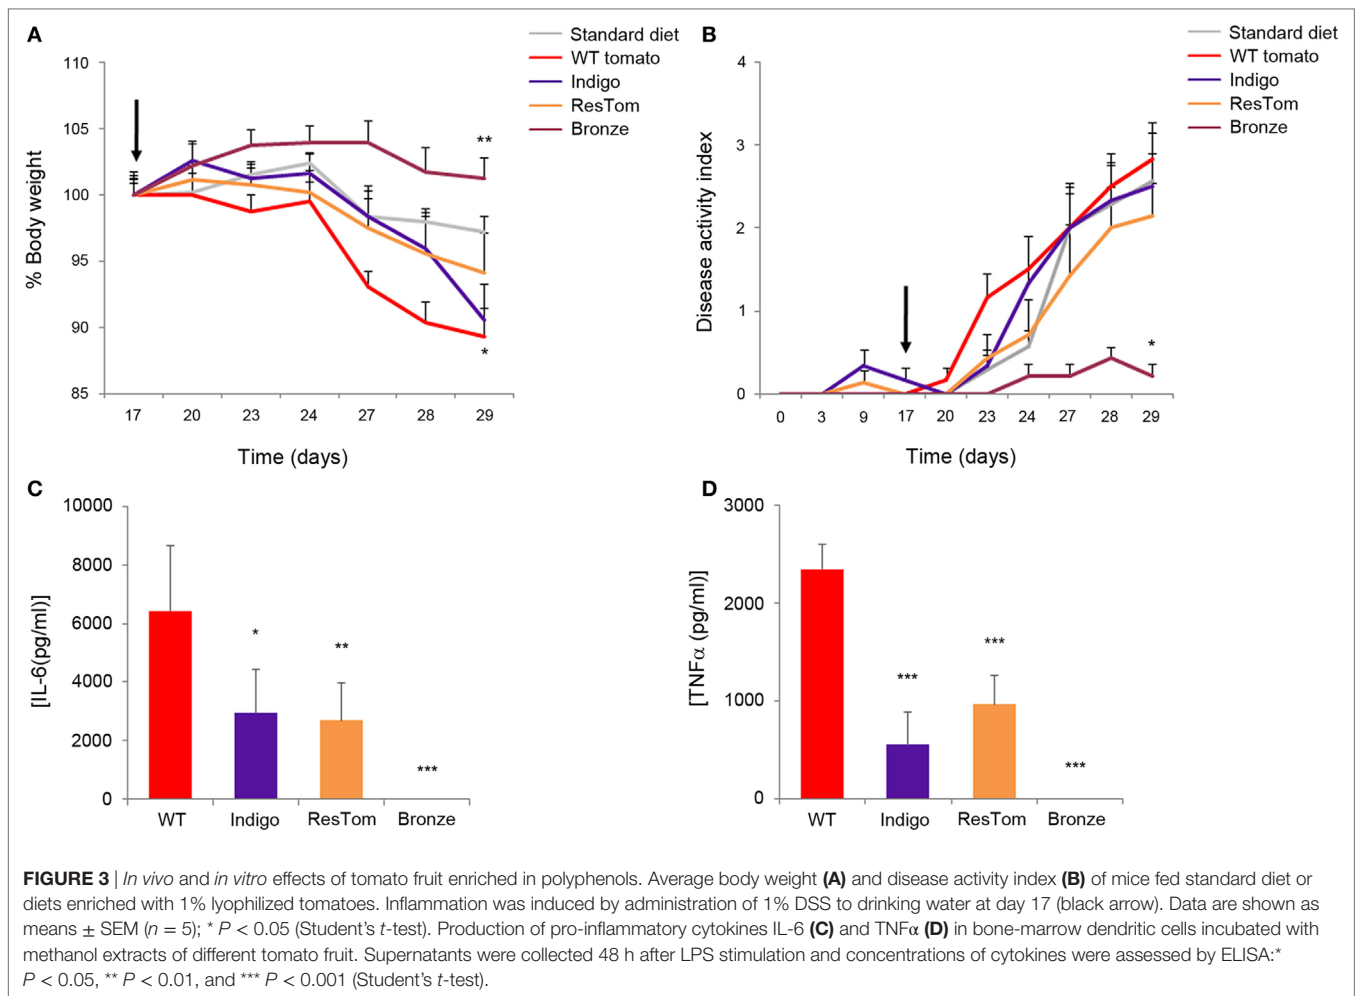 A
Standard diet
WT tomato
Indigo
ResTom
Bronze
110
105
100
95
90
85
% Body weight
**
*
17 20 23 24 27 28 29
Time (days)
B
Standard diet
WT tomato
Indigo
ResTom
Bronze
4
3
2
1
0
Disease activity index
*
0 3 9 17 20 23 24 27 28 29
Time (days)
C
10000
8000
6000
4000
2000
0
[IL-6(pg/ml)]
*
**
***
WT Indigo ResTom Bronze
D
3000
2000
1000
0
[TNFα (pg/ml)]
***
***
***
WT Indigo ResTom Bronze
FIGURE 3 | In vivo and in vitro effects of tomato fruit enriched in polyphenols. Average body weight (A) and disease activity index (B) of mice fed standard diet or
diets enriched with 1% lyophilized tomatoes. Inflammation was induced by administration of 1% DSS to drinking water at day 17 (black arrow). Data are shown as
means ± SEM (n = 5); * P < 0.05 (Student's t-test). Production of pro-inflammatory cytokines IL-6 (C) and TNFα (D) in bone-marrow dendritic cells incubated with
methanol extracts of different tomato fruit. Supernatants were collected 48 h after LPS stimulation and concentrations of cytokines were assessed by ELISA:*
P < 0.05, ** P < 0.01, and *** P < 0.001 (Student's t-test).